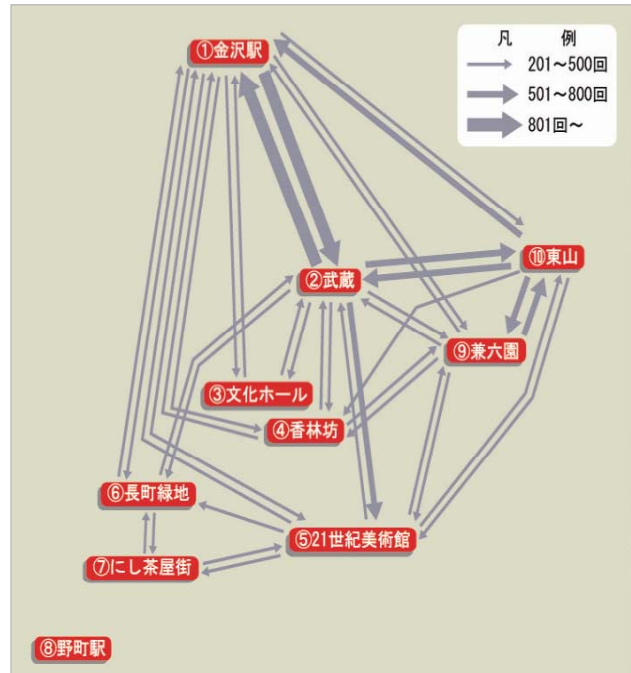 ①金沢駅
凡 例
201～500回
501～800回
801回～
⑩東山
②武蔵
⑨兼六園
③文化ホール
④香林坊
⑥長町緑地
⑤21世紀美術館
⑦にし茶屋街
⑧野町駅